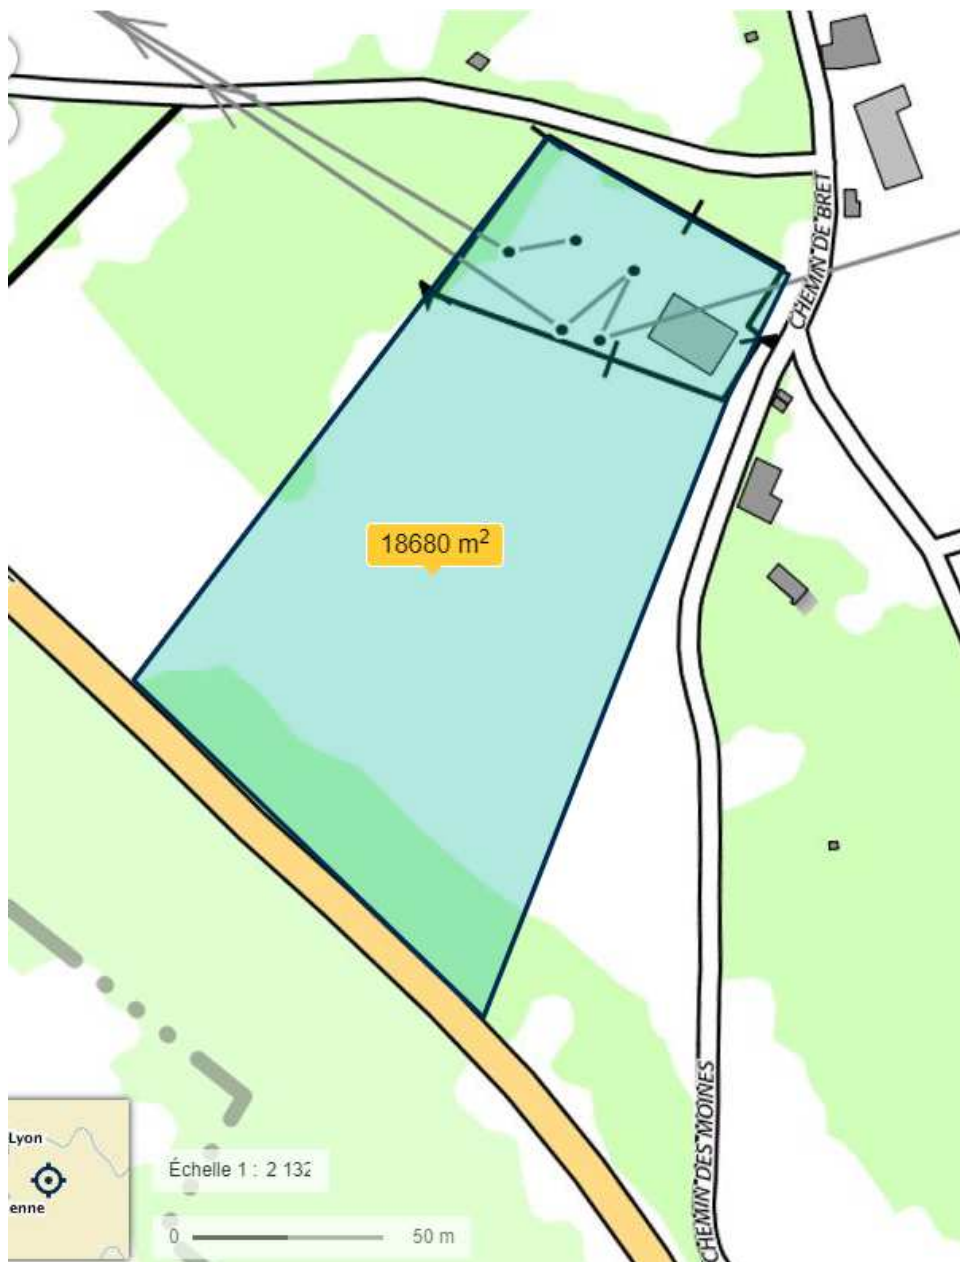 CHEMIN DE BRET
18680 m²
CHEMIN DES MOINES
Lyon
enne
Échelle 1 : 2 132
0 50 m